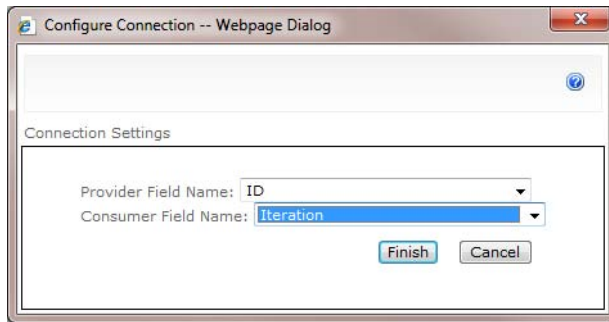 Configure Connection -- Webpage Dialog
Connection Settings
Provider Field Name: ID
Consumer Field Name: Iteration
Finish Cancel